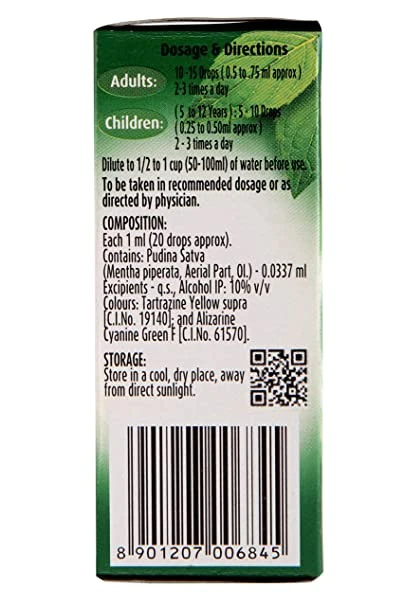 Dosage & Directions
Adults:
10 -15 Drops ( 0.5 to .75 ml approx )
2-3 times a day
Children:
( 5 to 12 Years ) : 5 - 10 Drops
( 0.25 to 0.50ml approx )
2 - 3 times a day
Dilute to 1/2 to 1 cup (50-100ml) of water before use.
To be taken in recommended dosage or as
directed by physician.
COMPOSITION:
Each 1 ml (20 drops approx).
Contains: Pudina Satva
(Mentha piperata, Aerial Part, Ol.) - 0.0337 ml
Excipients - q.s., Alcohol IP: 10% v/v
Colours: Tartrazine Yellow supra
[C.I.No. 19140]; and Alizarine
Cyanine Green F [C.I.No. 61570].
STORAGE:
Store in a cool, dry place, away
from direct sunlight.
8 901207 006845